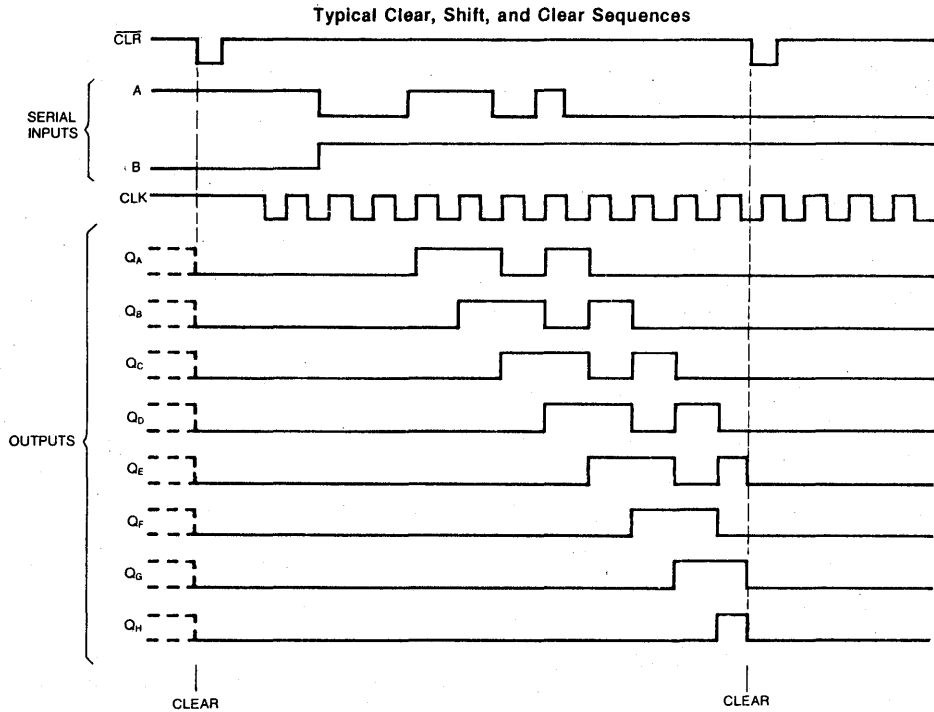 Typical Clear, Shift, and Clear Sequences
CLR
A
SERIAL
INPUTS
B
CLK
QA
QB
QC
QD
OUTPUTS
QE
QF
QG
QH
CLEAR
CLEAR